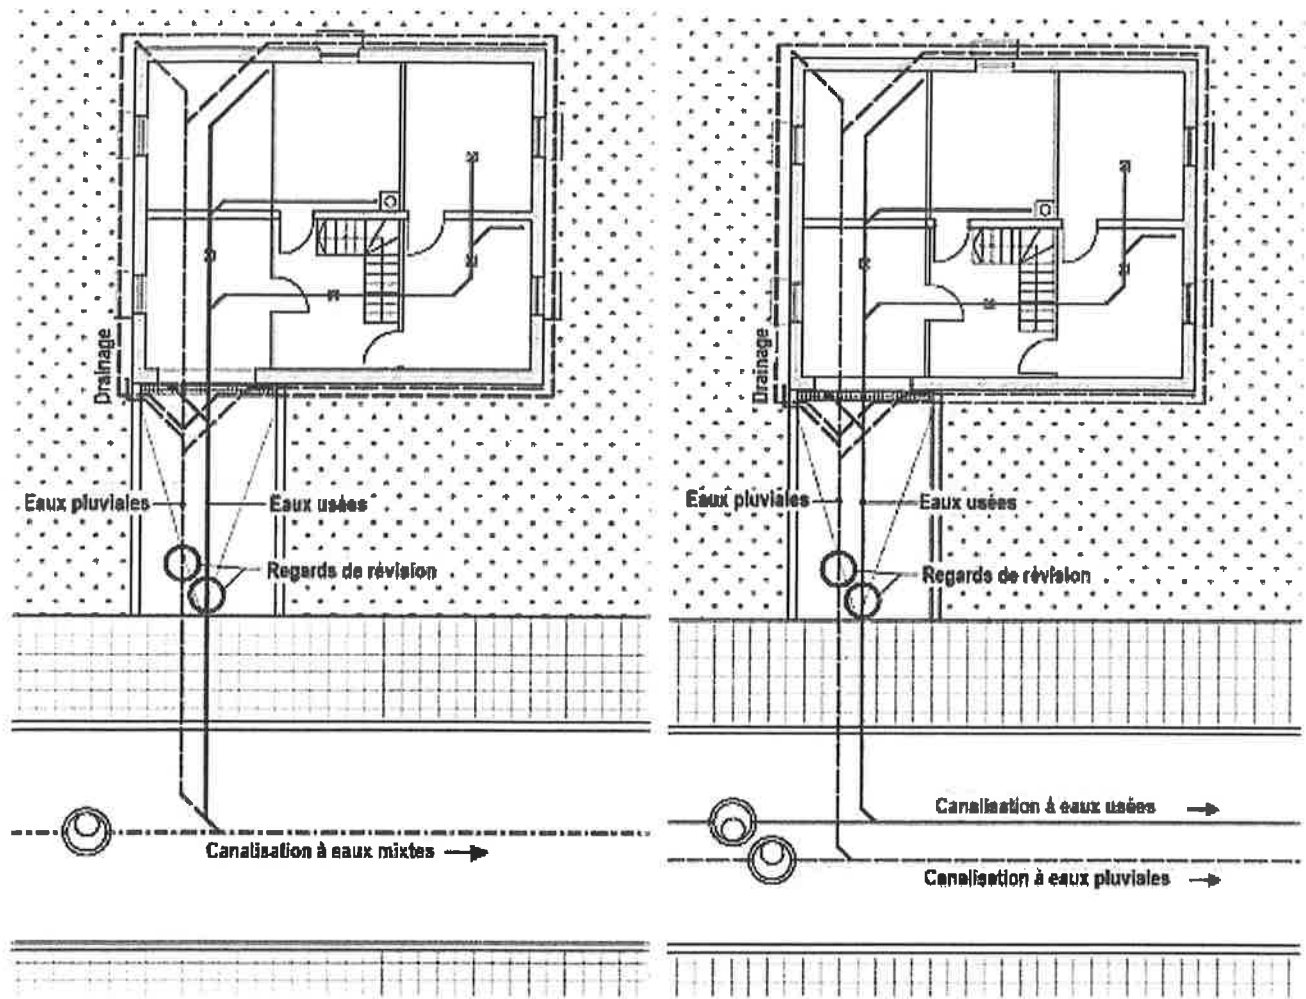 Drainage
Eaux pluviales
Eaux usées
Regards de révision
Canalisation à eaux mixtes
Drainage
Eaux pluviales
Eaux usées
Regards de révision
Canalisation à eaux usées
Canalisation à eaux pluviales